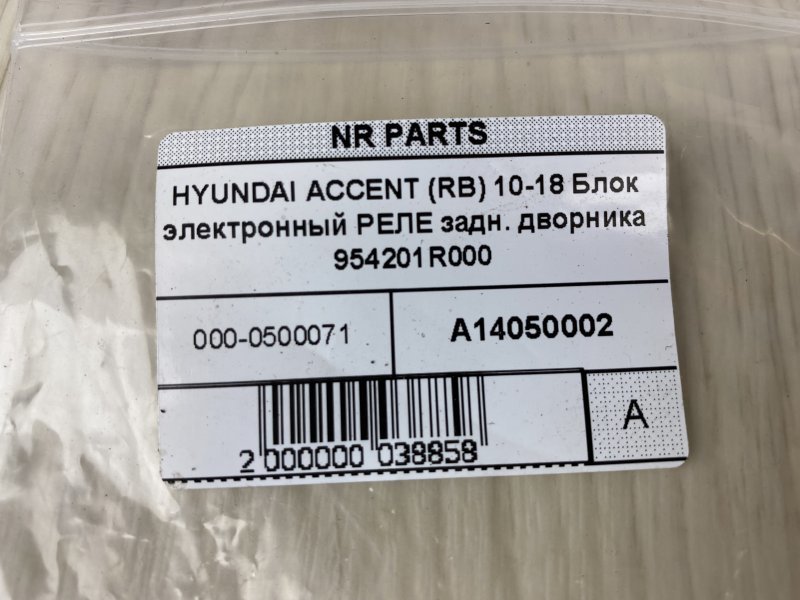 NR PARTS
HYUNDAI ACCENT (RB) 10-18 Блок
электронный РЕЛЕ задн. дворника
954201R000
000-0500071
A14050002
A
2 000000 038858